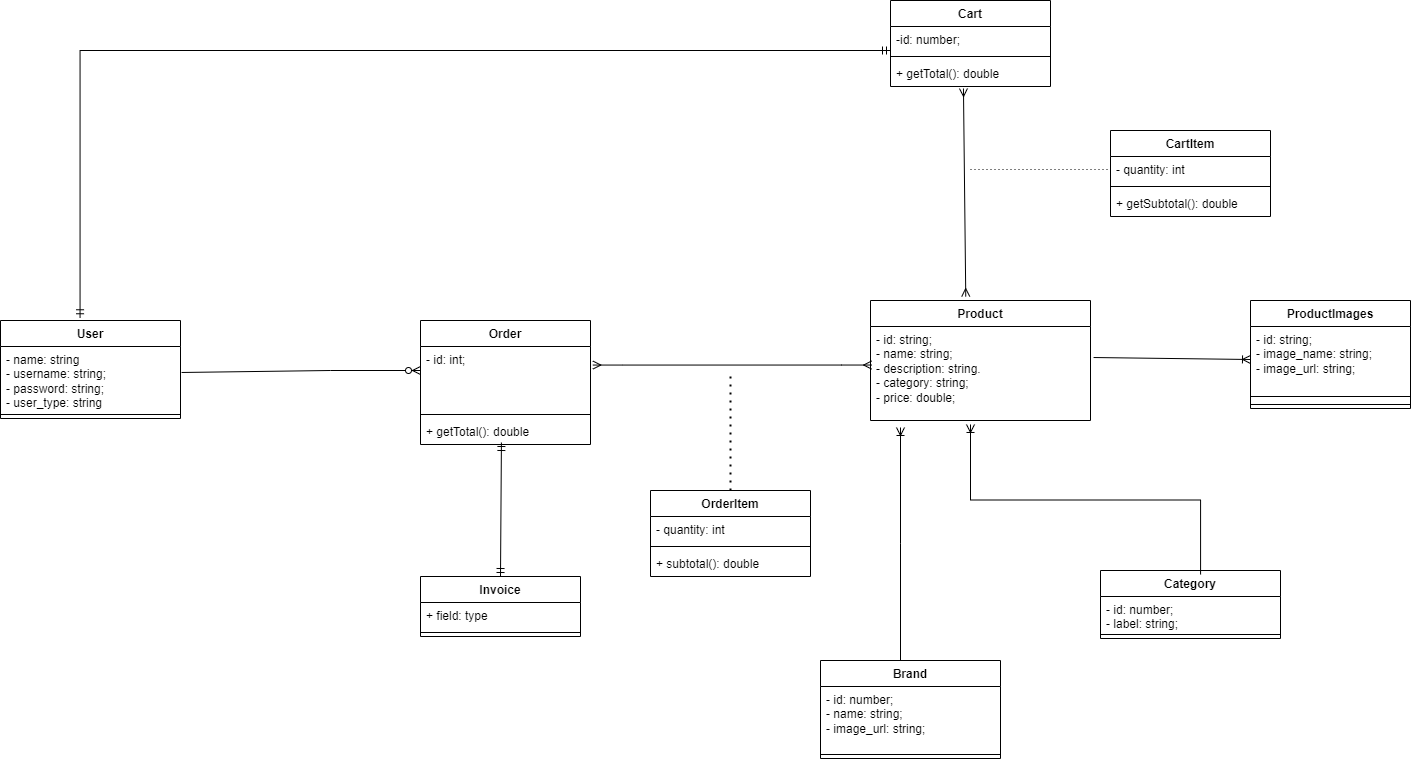 Cart
-id: number;
+ getTotal(): double
CartItem
- quantity: int
+ getSubtotal(): double
User
- name: string
- username: string;
- password: string;
- user_type: string
Order
- id: int;
+ getTotal(): double
Product
- id: string;
- name: string;
- description: string.
- category: string;
- price: double;
ProductImages
- id: string;
- image_name: string;
- image_url: string;
OrderItem
- quantity: int
+ subtotal(): double
Invoice
+ field: type
Category
- id: number;
- label: string;
Brand
- id: number;
- name: string;
- image_url: string;